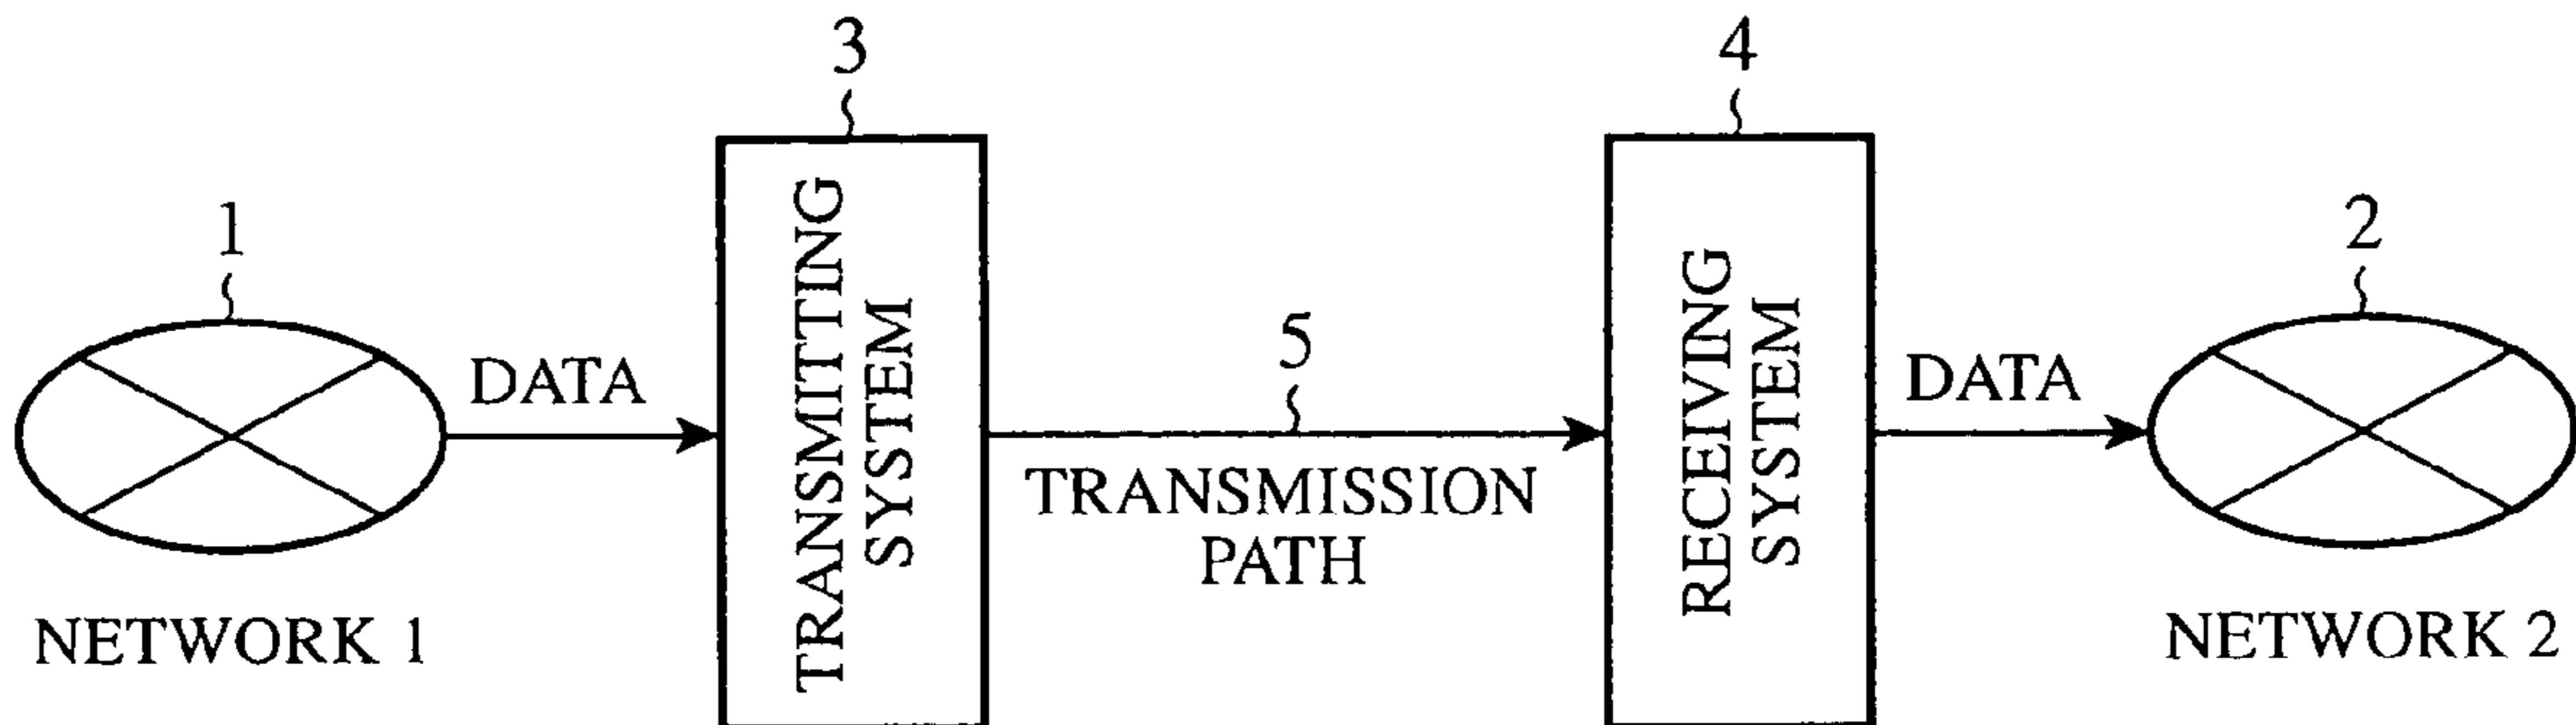 3
4
1
2
TRANSMITTING
SYSTEM
RECEIVING
SYSTEM
5
DATA
DATA
TRANSMISSION
PATH
NETWORK 1
NETWORK 2